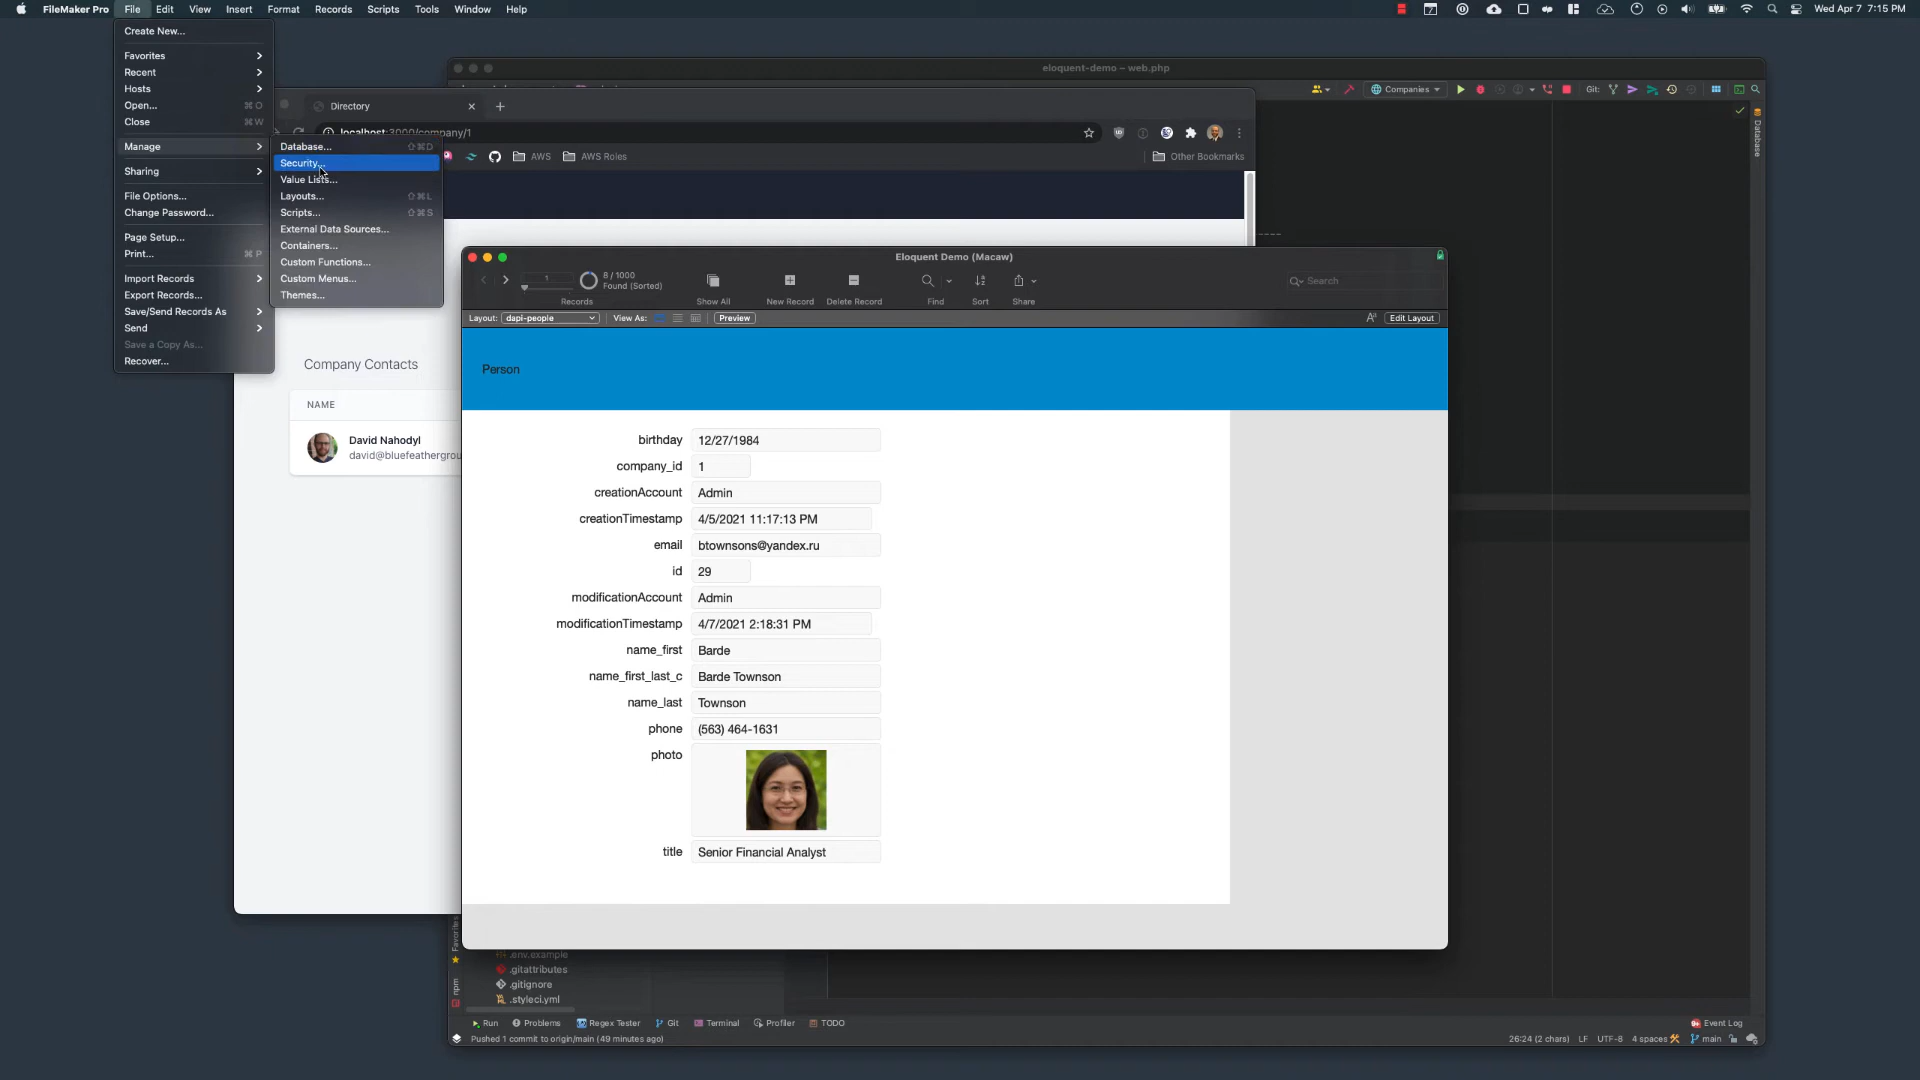 FileMaker Pro File Edit View Insert Format Records Scripts Tools Window Help Wed Apr 7 7:15 PM
Create New...
Favorites
Recent
Hosts
Open... ⌘O
Close ⌘W
Manage
Sharing
File Options...
Change Password...
Page Setup...
Print... ⌘P
Import Records
Export Records...
Save/Send Records As
Send
Save a Copy As...
Recover...
Database... ⇧⌘D
Security...
Value Lists...
Layouts... ⇧⌘L
Scripts... ⇧⌘S
External Data Sources...
Containers...
Custom Functions...
Custom Menus...
Themes...
eloquent-demo – web.php
Companies Git:
Database
Directory
localhost:3000/company/1
AWS AWS Roles Other Bookmarks
Company Contacts
NAME
David Nahodyl
david@bluefeathergrou
Eloquent Demo (Macaw)
1
8 / 1000
Found (Sorted)
Search
Records Show All New Record Delete Record Find Sort Share
Layout: dapi-people View As: Preview Edit Layout
Person
birthday 12/27/1984
company_id 1
creationAccount Admin
creationTimestamp 4/5/2021 11:17:13 PM
email btownsons@yandex.ru
id 29
modificationAccount Admin
modificationTimestamp 4/7/2021 2:18:31 PM
name_first Barde
name_first_last_c Barde Townson
name_last Townson
phone (563) 464-1631
photo
title Senior Financial Analyst
Favorites
npm
.env.example
.gitattributes
.gitignore
.styleci.yml
Run Problems Regex Tester Git Terminal Profiler TODO Event Log
Pushed 1 commit to origin/main (49 minutes ago) 26:24 (2 chars) LF UTF-8 4 spaces main